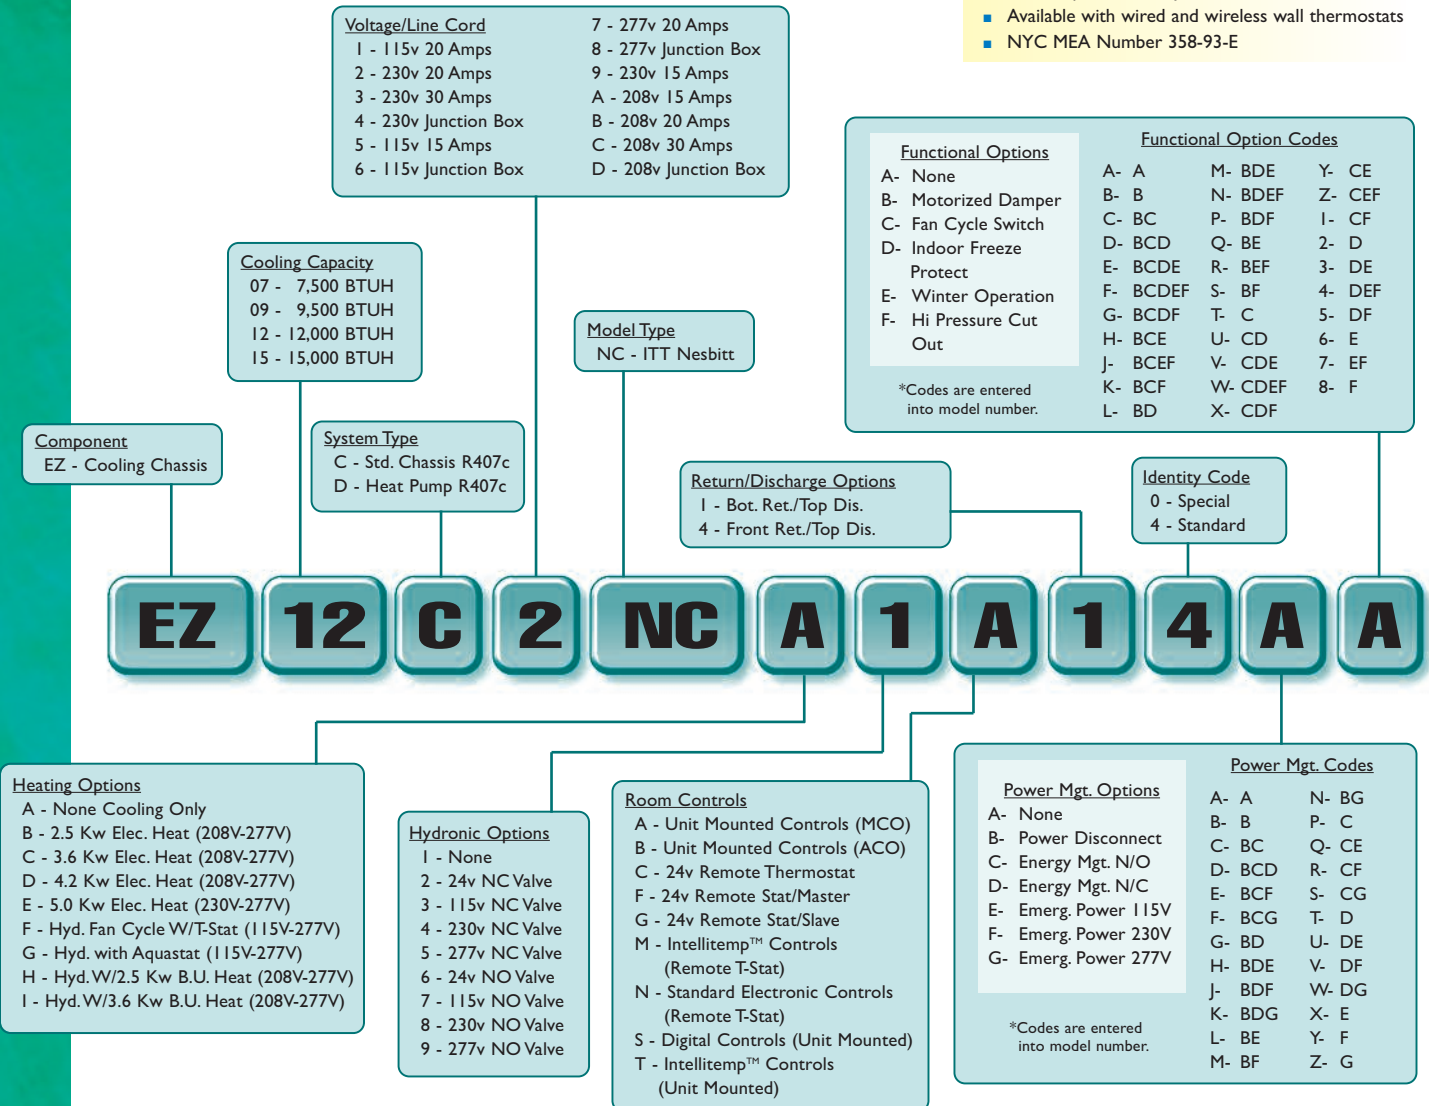 Available with wired and wireless wall thermostats
NYC MEA Number 358-93-E
Voltage/Line Cord
1 - 115v 20 Amps
2 - 230v 20 Amps
3 - 230v 30 Amps
4 - 230v Junction Box
5 - 115v 15 Amps
6 - 115v Junction Box
7 - 277v 20 Amps
8 - 277v Junction Box
9 - 230v 15 Amps
A - 208v 15 Amps
B - 208v 20 Amps
C - 208v 30 Amps
D - 208v Junction Box
Functional Options
A- None
B- Motorized Damper
C- Fan Cycle Switch
D- Indoor Freeze
Protect
E- Winter Operation
F- Hi Pressure Cut
Out
*Codes are entered
into model number.
Functional Option Codes
A- A
B- B
C- BC
D- BCD
E- BCDE
F- BCDEF
G- BCDF
H- BCE
J- BCEF
K- BCF
L- BD
M- BDE
N- BDEF
P- BDF
Q- BE
R- BEF
S- BF
T- C
U- CD
V- CDE
W- CDEF
X- CDF
Y- CE
Z- CEF
1- CF
2- D
3- DE
4- DEF
5- DF
6- E
7- EF
8- F
Cooling Capacity
07 - 7,500 BTUH
09 - 9,500 BTUH
12 - 12,000 BTUH
15 - 15,000 BTUH
Model Type
NC - ITT Nesbitt
Component
EZ - Cooling Chassis
System Type
C - Std. Chassis R407c
D - Heat Pump R407c
Return/Discharge Options
1 - Bot. Ret./Top Dis.
4 - Front Ret./Top Dis.
Identity Code
0 - Special
4 - Standard
EZ 12 C 2 NC A 1 A 1 4 A A
Heating Options
A - None Cooling Only
B - 2.5 Kw Elec. Heat (208V-277V)
C - 3.6 Kw Elec. Heat (208V-277V)
D - 4.2 Kw Elec. Heat (208V-277V)
E - 5.0 Kw Elec. Heat (230V-277V)
F - Hyd. Fan Cycle W/T-Stat (115V-277V)
G - Hyd. with Aquastat (115V-277V)
H - Hyd. W/2.5 Kw B.U. Heat (208V-277V)
I - Hyd. W/3.6 Kw B.U. Heat (208V-277V)
Hydronic Options
1 - None
2 - 24v NC Valve
3 - 115v NC Valve
4 - 230v NC Valve
5 - 277v NC Valve
6 - 24v NO Valve
7 - 115v NO Valve
8 - 230v NO Valve
9 - 277v NO Valve
Room Controls
A - Unit Mounted Controls (MCO)
B - Unit Mounted Controls (ACO)
C - 24v Remote Thermostat
F - 24v Remote Stat/Master
G - 24v Remote Stat/Slave
M - Intellitemp™ Controls
(Remote T-Stat)
N - Standard Electronic Controls
(Remote T-Stat)
S - Digital Controls (Unit Mounted)
T - Intellitemp™ Controls
(Unit Mounted)
Power Mgt. Options
A- None
B- Power Disconnect
C- Energy Mgt. N/O
D- Energy Mgt. N/C
E- Emerg. Power 115V
F- Emerg. Power 230V
G- Emerg. Power 277V
*Codes are entered
into model number.
Power Mgt. Codes
A- A
B- B
C- BC
D- BCD
E- BCF
F- BCG
G- BD
H- BDE
J- BDF
K- BDG
L- BE
M- BF
N- BG
P- C
Q- CE
R- CF
S- CG
T- D
U- DE
V- DF
W- DG
X- E
Y- F
Z- G